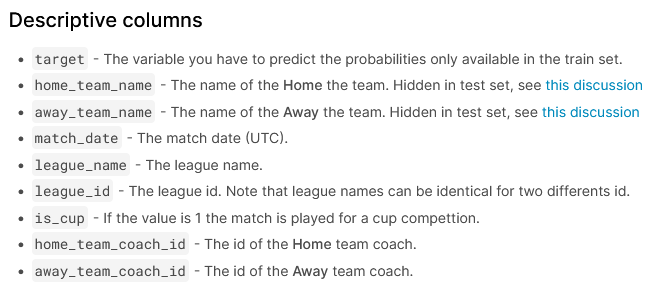 Descriptive columns
• target - The variable you have to predict the probabilities only available in the train set.
• home_team_name - The name of the Home the team. Hidden in test set, see this discussion
• away_team_name - The name of the Away the team. Hidden in test set, see this discussion
• match_date - The match date (UTC).
• league_name - The league name.
• league_id - The league id. Note that league names can be identical for two differents id.
• is_cup - If the value is 1 the match is played for a cup compettion.
• home_team_coach_id - The id of the Home team coach.
• away_team_coach_id - The id of the Away team coach.